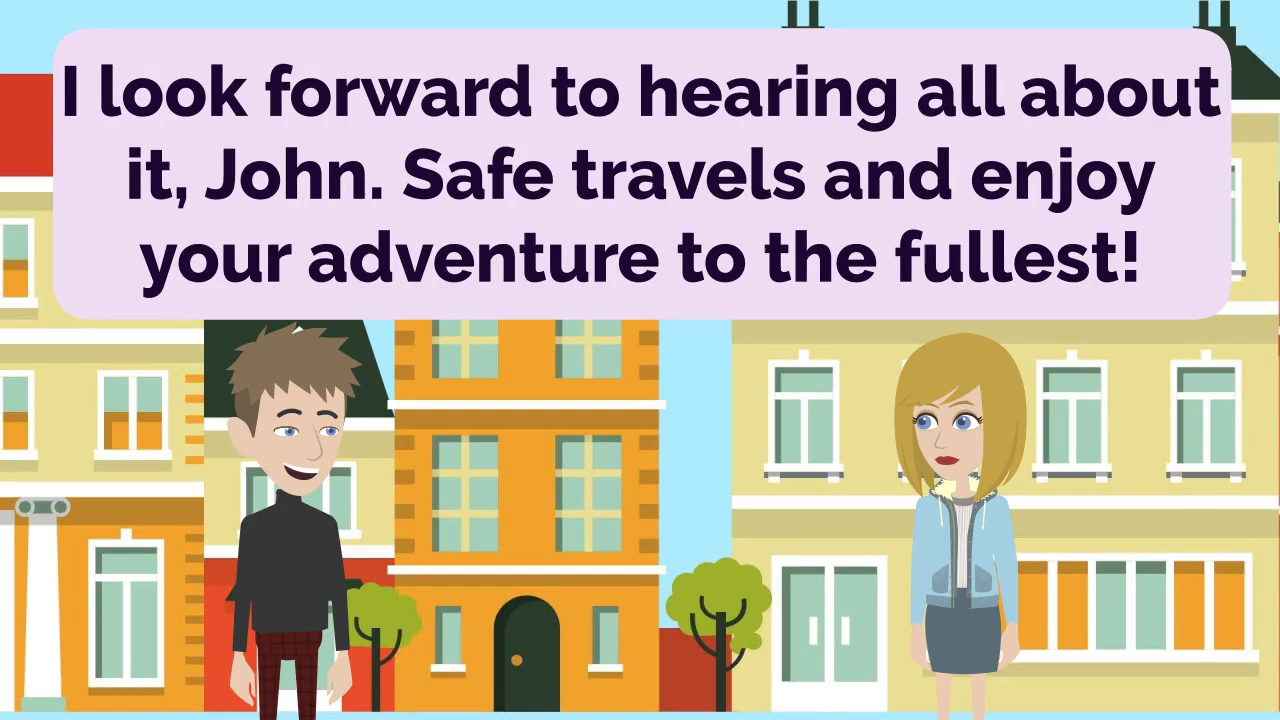 I look forward to hearing all about
it, John. Safe travels and enjoy
your adventure to the fullest!